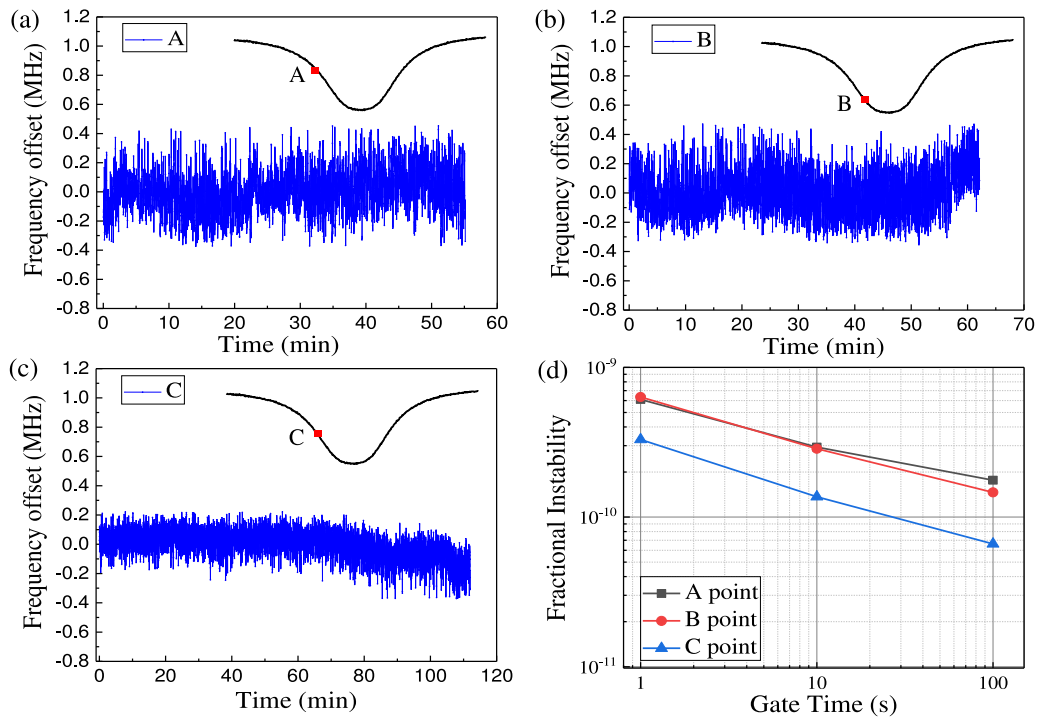 (a)
Frequency offset (MHz)
1.2
1.0
0.8
0.6
0.4
0.2
0.0
-0.2
-0.4
-0.6
-0.8
A
A
0 10 20 30 40 50 60
Time (min)
(b)
Frequency offset (MHz)
1.2
1.0
0.8
0.6
0.4
0.2
0.0
-0.2
-0.4
-0.6
-0.8
B
B
0 10 20 30 40 50 60 70
Time (min)
(c)
Frequency offset (MHz)
1.2
1.0
0.8
0.6
0.4
0.2
0.0
-0.2
-0.4
-0.6
-0.8
C
C
0 20 40 60 80 100 120
Time (min)
(d)
Fractional Instability
10⁻⁹
10⁻¹⁰
10⁻¹¹
A point
B point
C point
1 10 100
Gate Time (s)